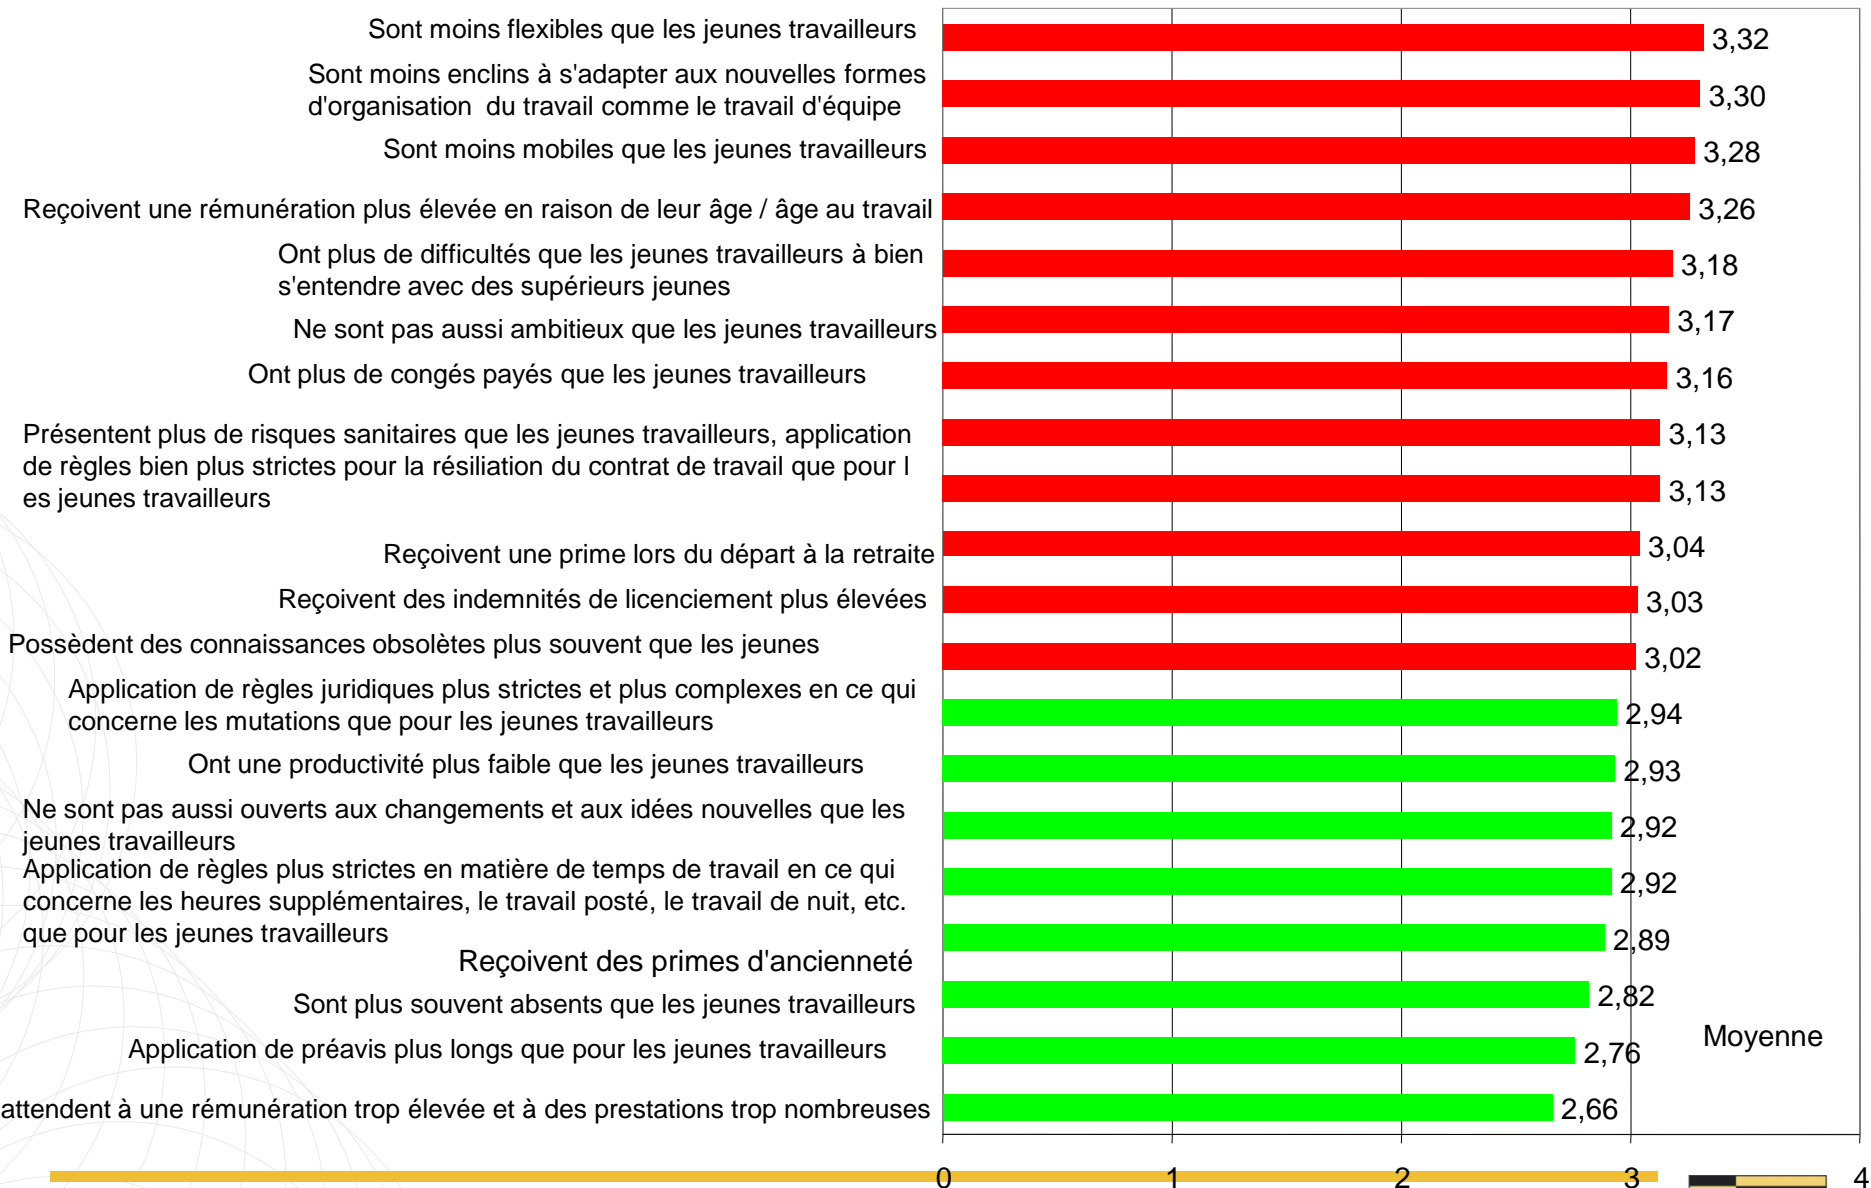 Sont moins flexibles que les jeunes travailleurs
3,32
Sont moins enclins à s'adapter aux nouvelles formes
d'organisation  du travail comme le travail d'équipe
3,30
Sont moins mobiles que les jeunes travailleurs
3,28
Reçoivent une rémunération plus élevée en raison de leur âge / âge au travail
3,26
Ont plus de difficultés que les jeunes travailleurs à bien
s'entendre avec des supérieurs jeunes
3,18
Ne sont pas aussi ambitieux que les jeunes travailleurs
3,17
Ont plus de congés payés que les jeunes travailleurs
3,16
Présentent plus de risques sanitaires que les jeunes travailleurs, application
de règles bien plus strictes pour la résiliation du contrat de travail que pour l
es jeunes travailleurs
3,13
3,13
Reçoivent une prime lors du départ à la retraite
3,04
Reçoivent des indemnités de licenciement plus élevées
3,03
Possèdent des connaissances obsolètes plus souvent que les jeunes
3,02
Application de règles juridiques plus strictes et plus complexes en ce qui
concerne les mutations que pour les jeunes travailleurs
2,94
Ont une productivité plus faible que les jeunes travailleurs
2,93
Ne sont pas aussi ouverts aux changements et aux idées nouvelles que les
jeunes travailleurs
2,92
Application de règles plus strictes en matière de temps de travail en ce qui
concerne les heures supplémentaires, le travail posté, le travail de nuit, etc.
que pour les jeunes travailleurs
2,92
Reçoivent des primes d'ancienneté
2,89
Sont plus souvent absents que les jeunes travailleurs
2,82
Application de préavis plus longs que pour les jeunes travailleurs
2,76
Moyenne
attendent à une rémunération trop élevée et à des prestations trop nombreuses
2,66
0 1 2 3 4